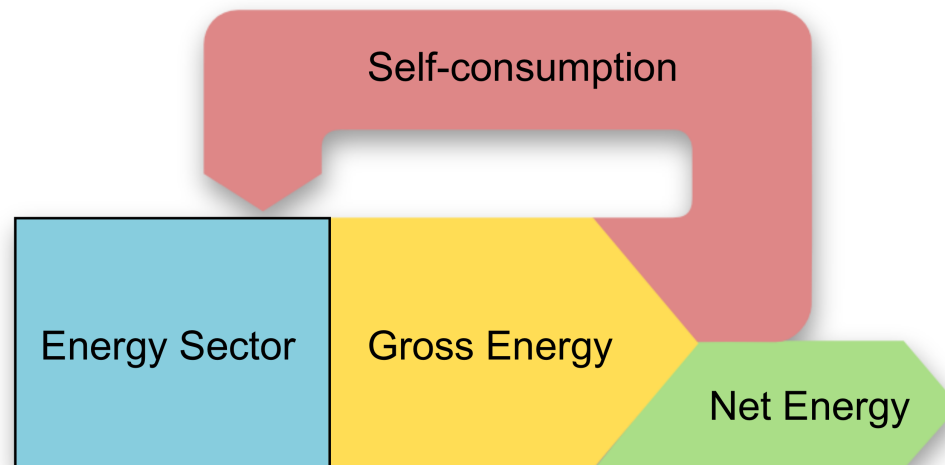 Self-consumption
Energy Sector
Gross Energy
Net Energy